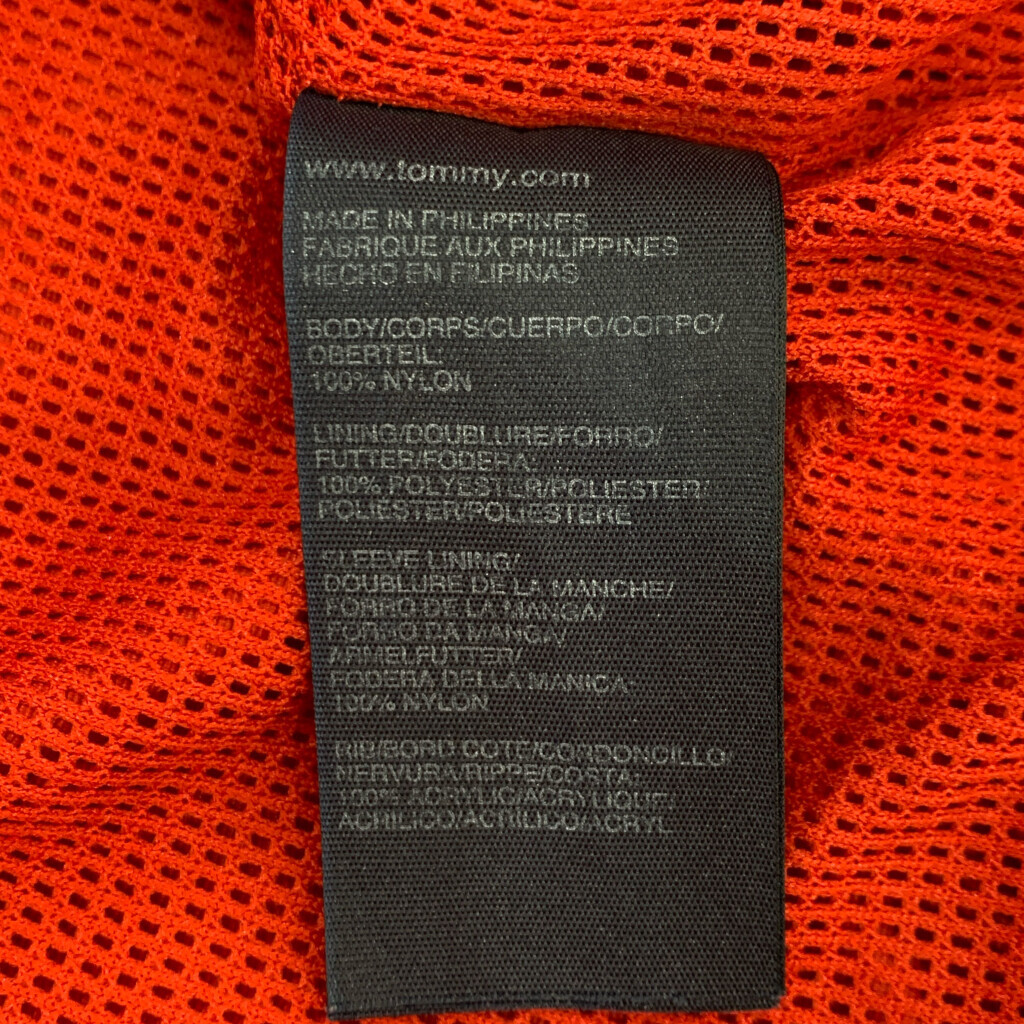 www.tommy.com
MADE IN PHILIPPINES
FABRIQUE AUX PHILIPPINES
HECHO EN FILIPINAS
BODY/CORPS/CUERPO/CORPO/
OBERTEIL:
100% NYLON
LINING/DOUBLURE/FORRO/
FUTTER/FODERA:
100% POLYESTER/POLIESTER/
POLIESTER/POLIESTERE
SLEEVE LINING/
DOUBLURE DE LA MANCHE/
FORRO DE LA MANGA/
FORRO DA MANGA/
ARMELFUTTER/
FODERA DELLA MANICA:
100% NYLON
RIB/BORD COTE/CORDONCILLO/
NERVURA/RIPPE/COSTA:
100% ACRYLIC/ACRYLIQUE/
ACRILICO/ACRIDCO/ACRYL